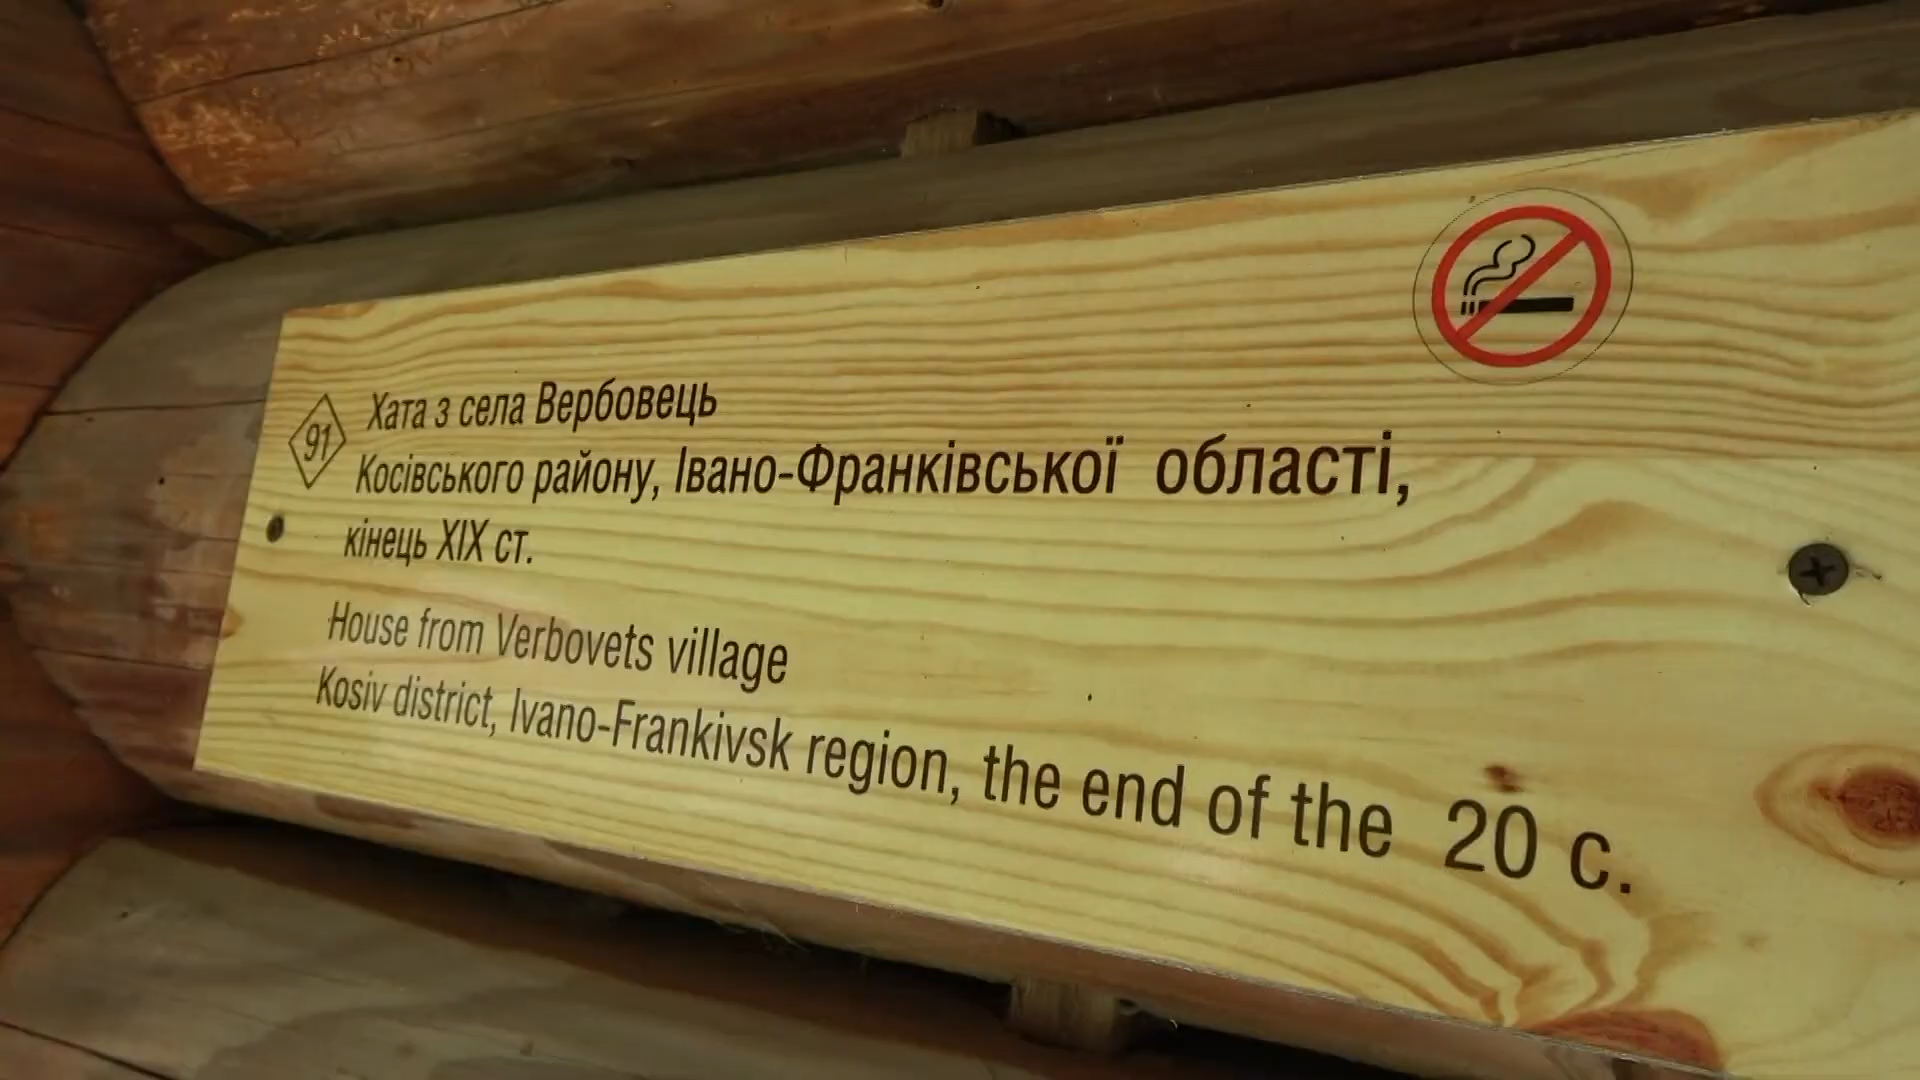 91
Хата з села Вербовець
Косівського району, Івано-Франківської області,
кінець XIX ст.
House from Verbovets village
Kosiv district, Ivano-Frankivsk region, the end of the 20 c.